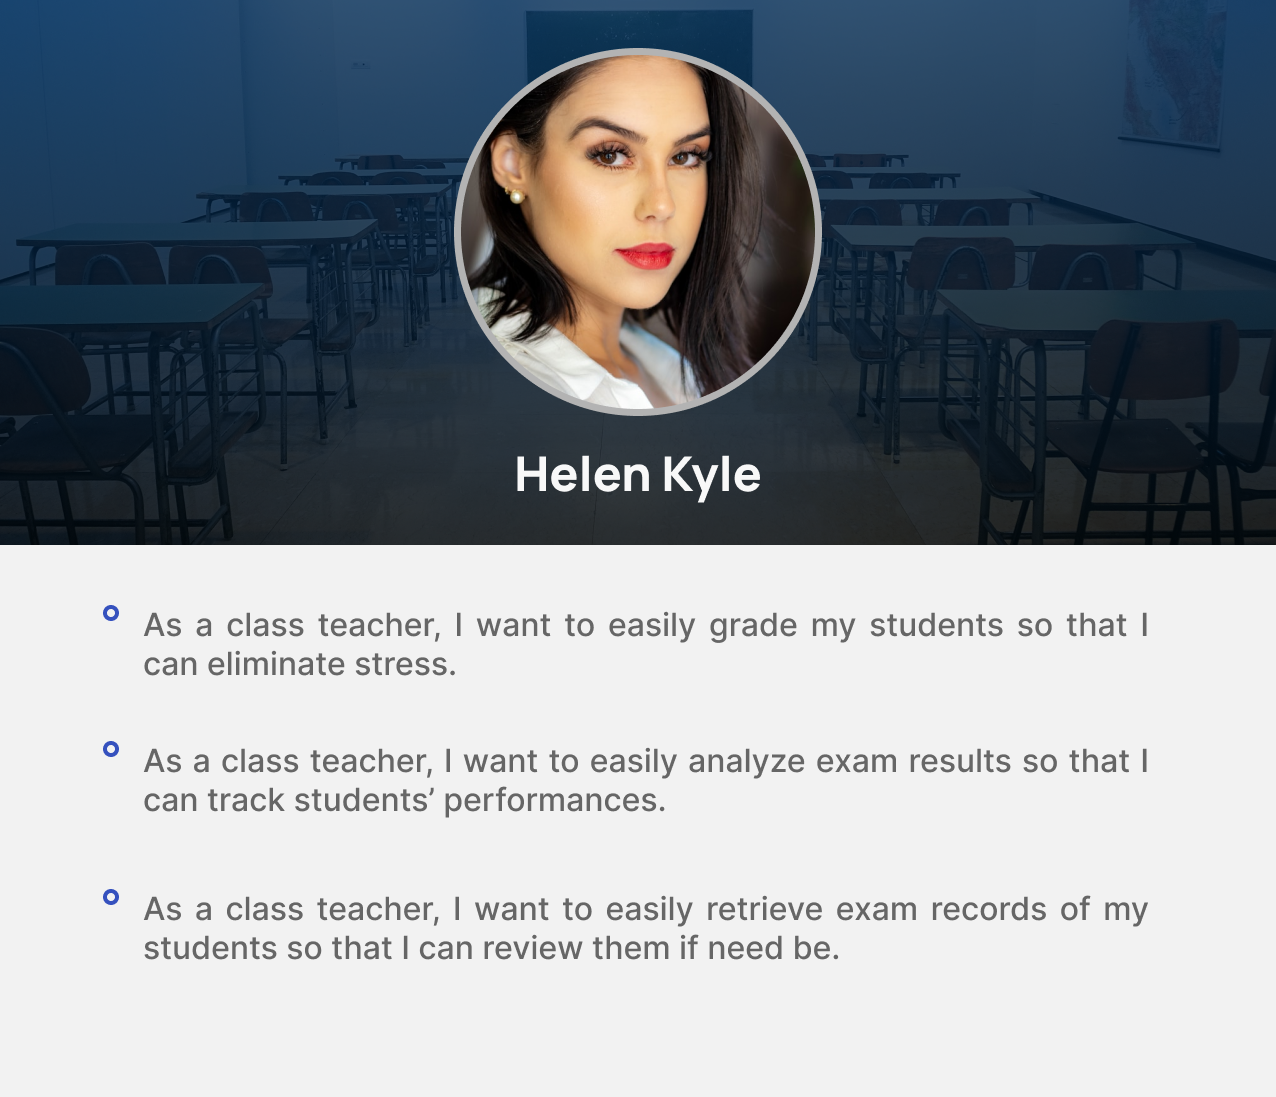 Helen Kyle
As a class teacher, I want to easily grade my students so that I
can eliminate stress.
As a class teacher, I want to easily analyze exam results so that I
can track students’ performances.
As a class teacher, I want to easily retrieve exam records of my
students so that I can review them if need be.